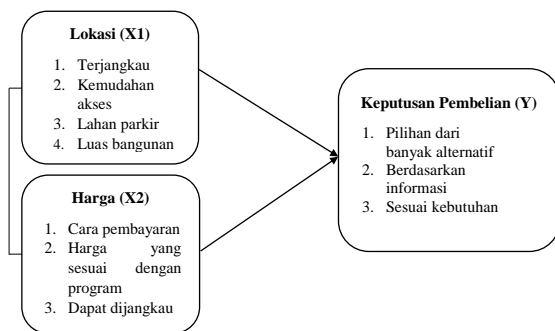 Lokasi (X1)
1. Terjangkau
2. Kemudahan
akses
3. Lahan parkir
4. Luas bangunan
Harga (X2)
1. Cara pembayaran
2. Harga yang
sesuai dengan
program
3. Dapat dijangkau
Keputusan Pembelian (Y)
1. Pilihan dari
banyak alternatif
2. Berdasarkan
informasi
3. Sesuai kebutuhan